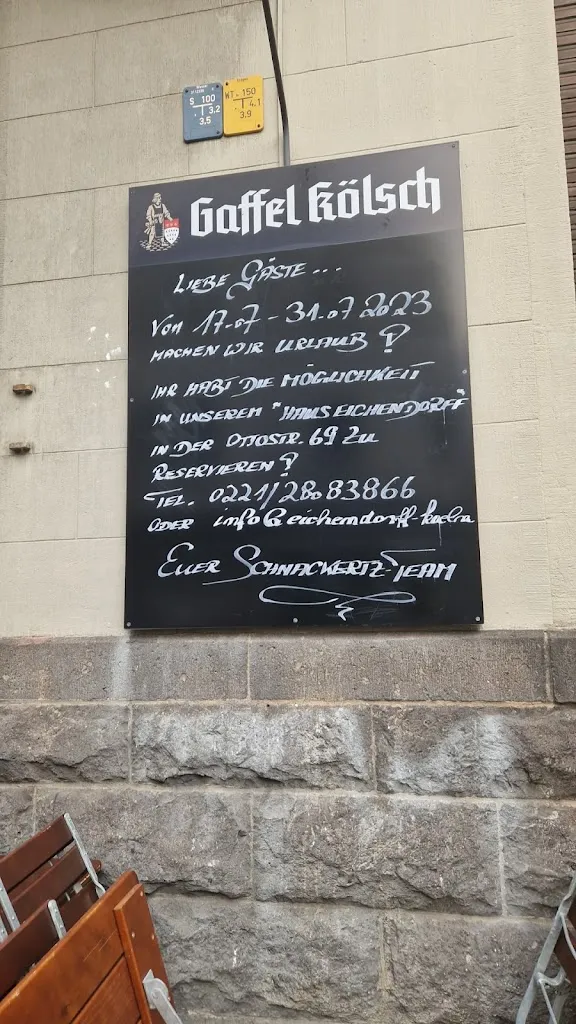 S 100
3.2
3.5
WT 150
4.1
3.9
Gaffel Kölsch
LIEBE GÄSTE...
VON 17.07 - 31.07.2023
MACHEN WIR URLAUB!
IHR HABT DIE MÖGLICHKEIT
IN UNSEREM "HAUS EICHENDORFF"
IN DER OTTOSTR. 69 ZU
RESERVIEREN!
TEL. 0221/28083866
ODER info@eichendorff-koeln
EUER SCHNACKERTZ-TEAM